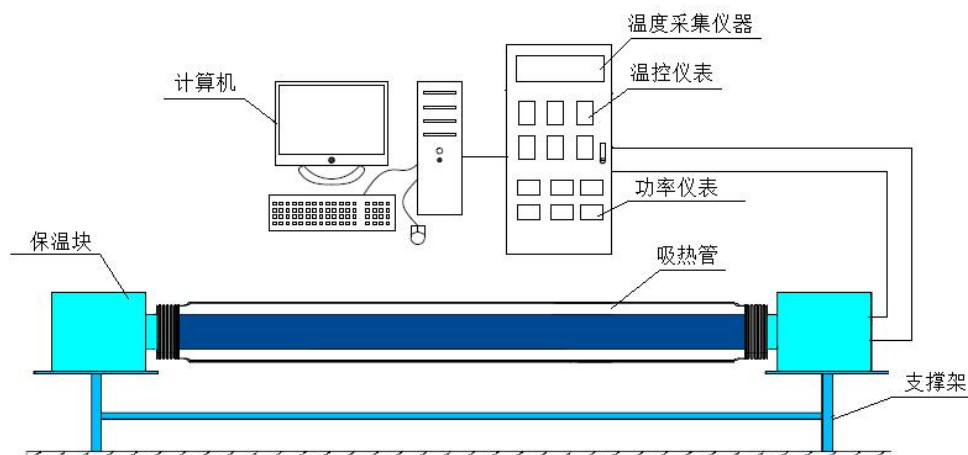 温度采集仪器
温控仪表
计算机
功率仪表
保温块
吸热管
支撑架